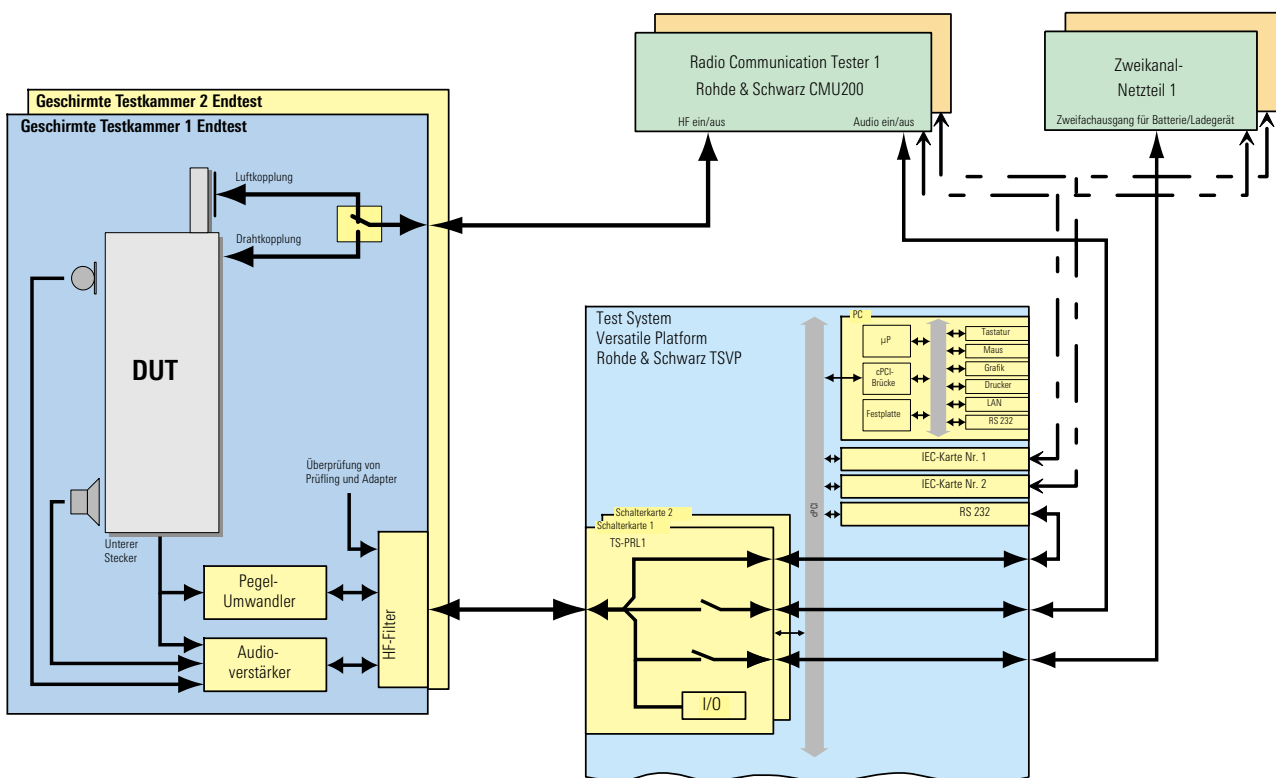 Radio Communication Tester 1
Rohde & Schwarz CMU200
HF ein/aus
Audio ein/aus
Zweikanal-
Netzteil 1
Zweifachausgang für Batterie/Ladegerät
Geschirmte Testkammer 2 Endtest
Geschirmte Testkammer 1 Endtest
Luftkopplung
Drahtkopplung
DUT
Überprüfung von
Prüfling und Adapter
Unterer
Stecker
Pegel-
Umwandler
Audio-
verstärker
HF-Filter
Test System
Versatile Platform
Rohde & Schwarz TSVP
PC
µP
cPCI-
Brücke
Festplatte
Tastatur
Maus
Grafik
Drucker
LAN
RS 232
IEC-Karte Nr. 1
IEC-Karte Nr. 2
RS 232
cPCI
Schalterkarte 2
Schalterkarte 1
TS-PRL1
I/O